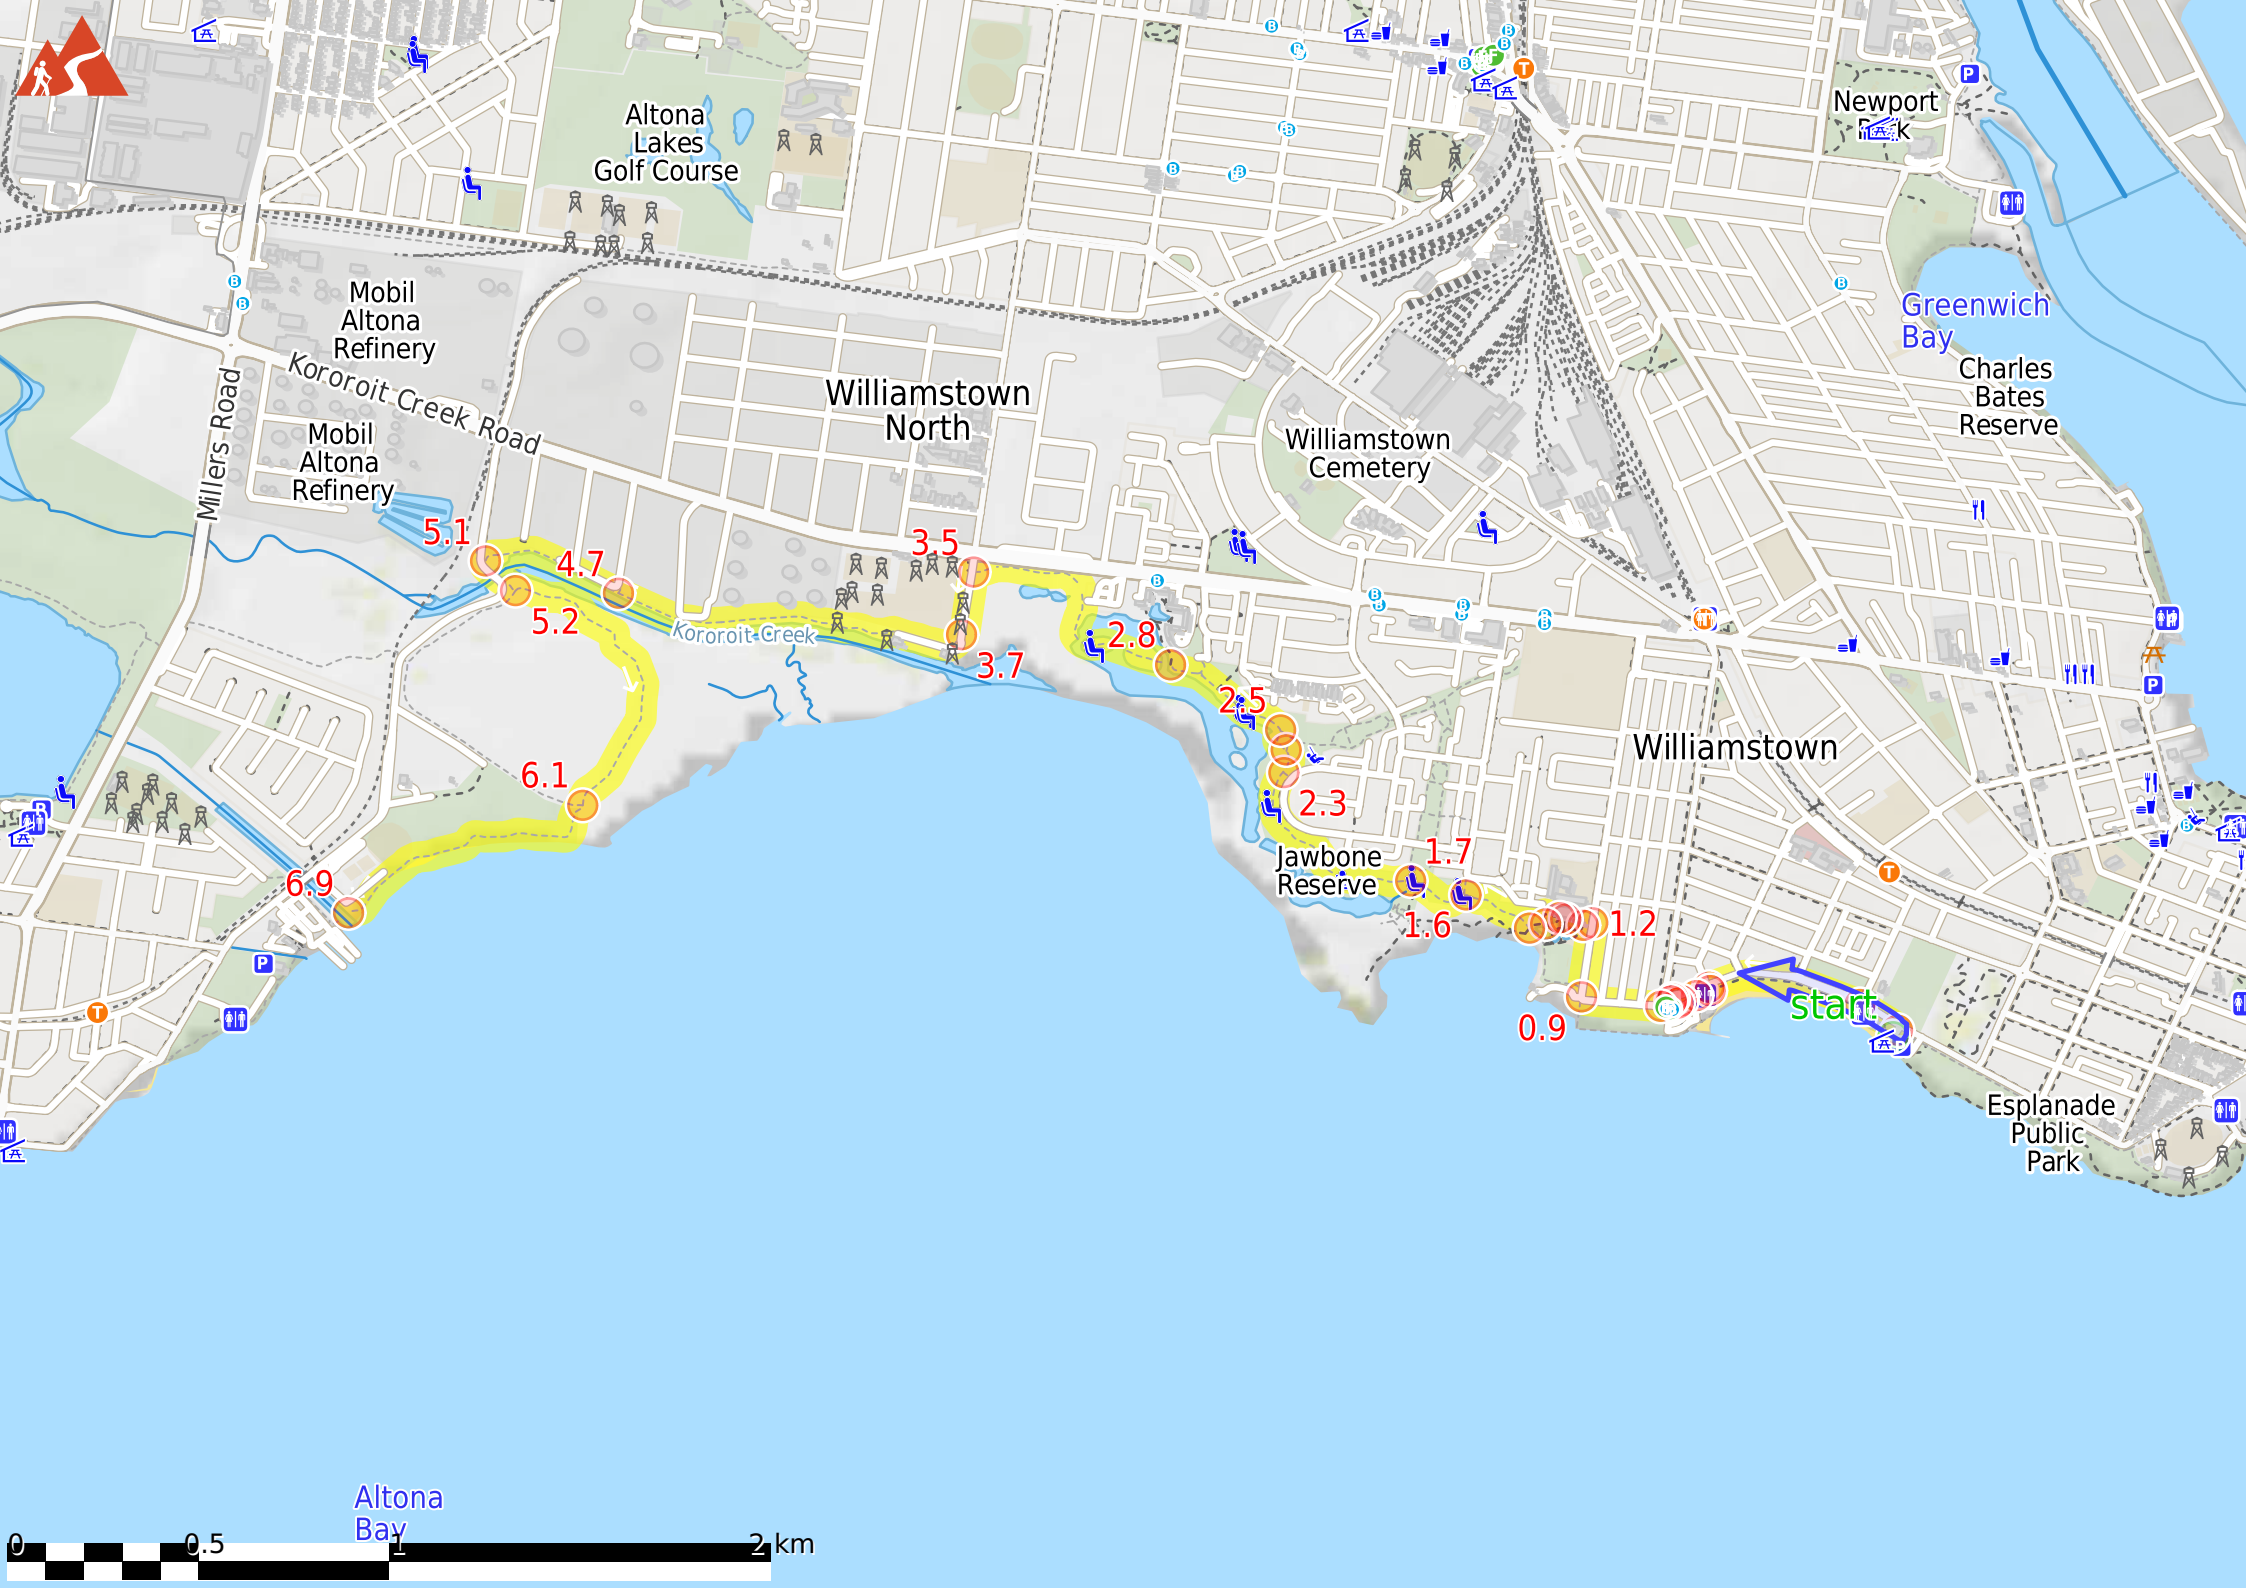 Altona
Lakes
Golf Course
Newport
Park
Mobil
Altona
Refinery
Greenwich
Bay
Kororoit Creek Road
Millers Road
Charles
Bates
Reserve
Williamstown
North
Mobil
Altona
Refinery
Williamstown
Cemetery
5.1
4.7
3.5
5.2
Kororoit Creek
2.8
3.7
2.5
6.1
Williamstown
2.3
Jawbone
Reserve
1.7
6.9
1.6
1.2
0.9
start
Esplanade
Public
Park
Altona
Bay
0 0.5 1 2 km